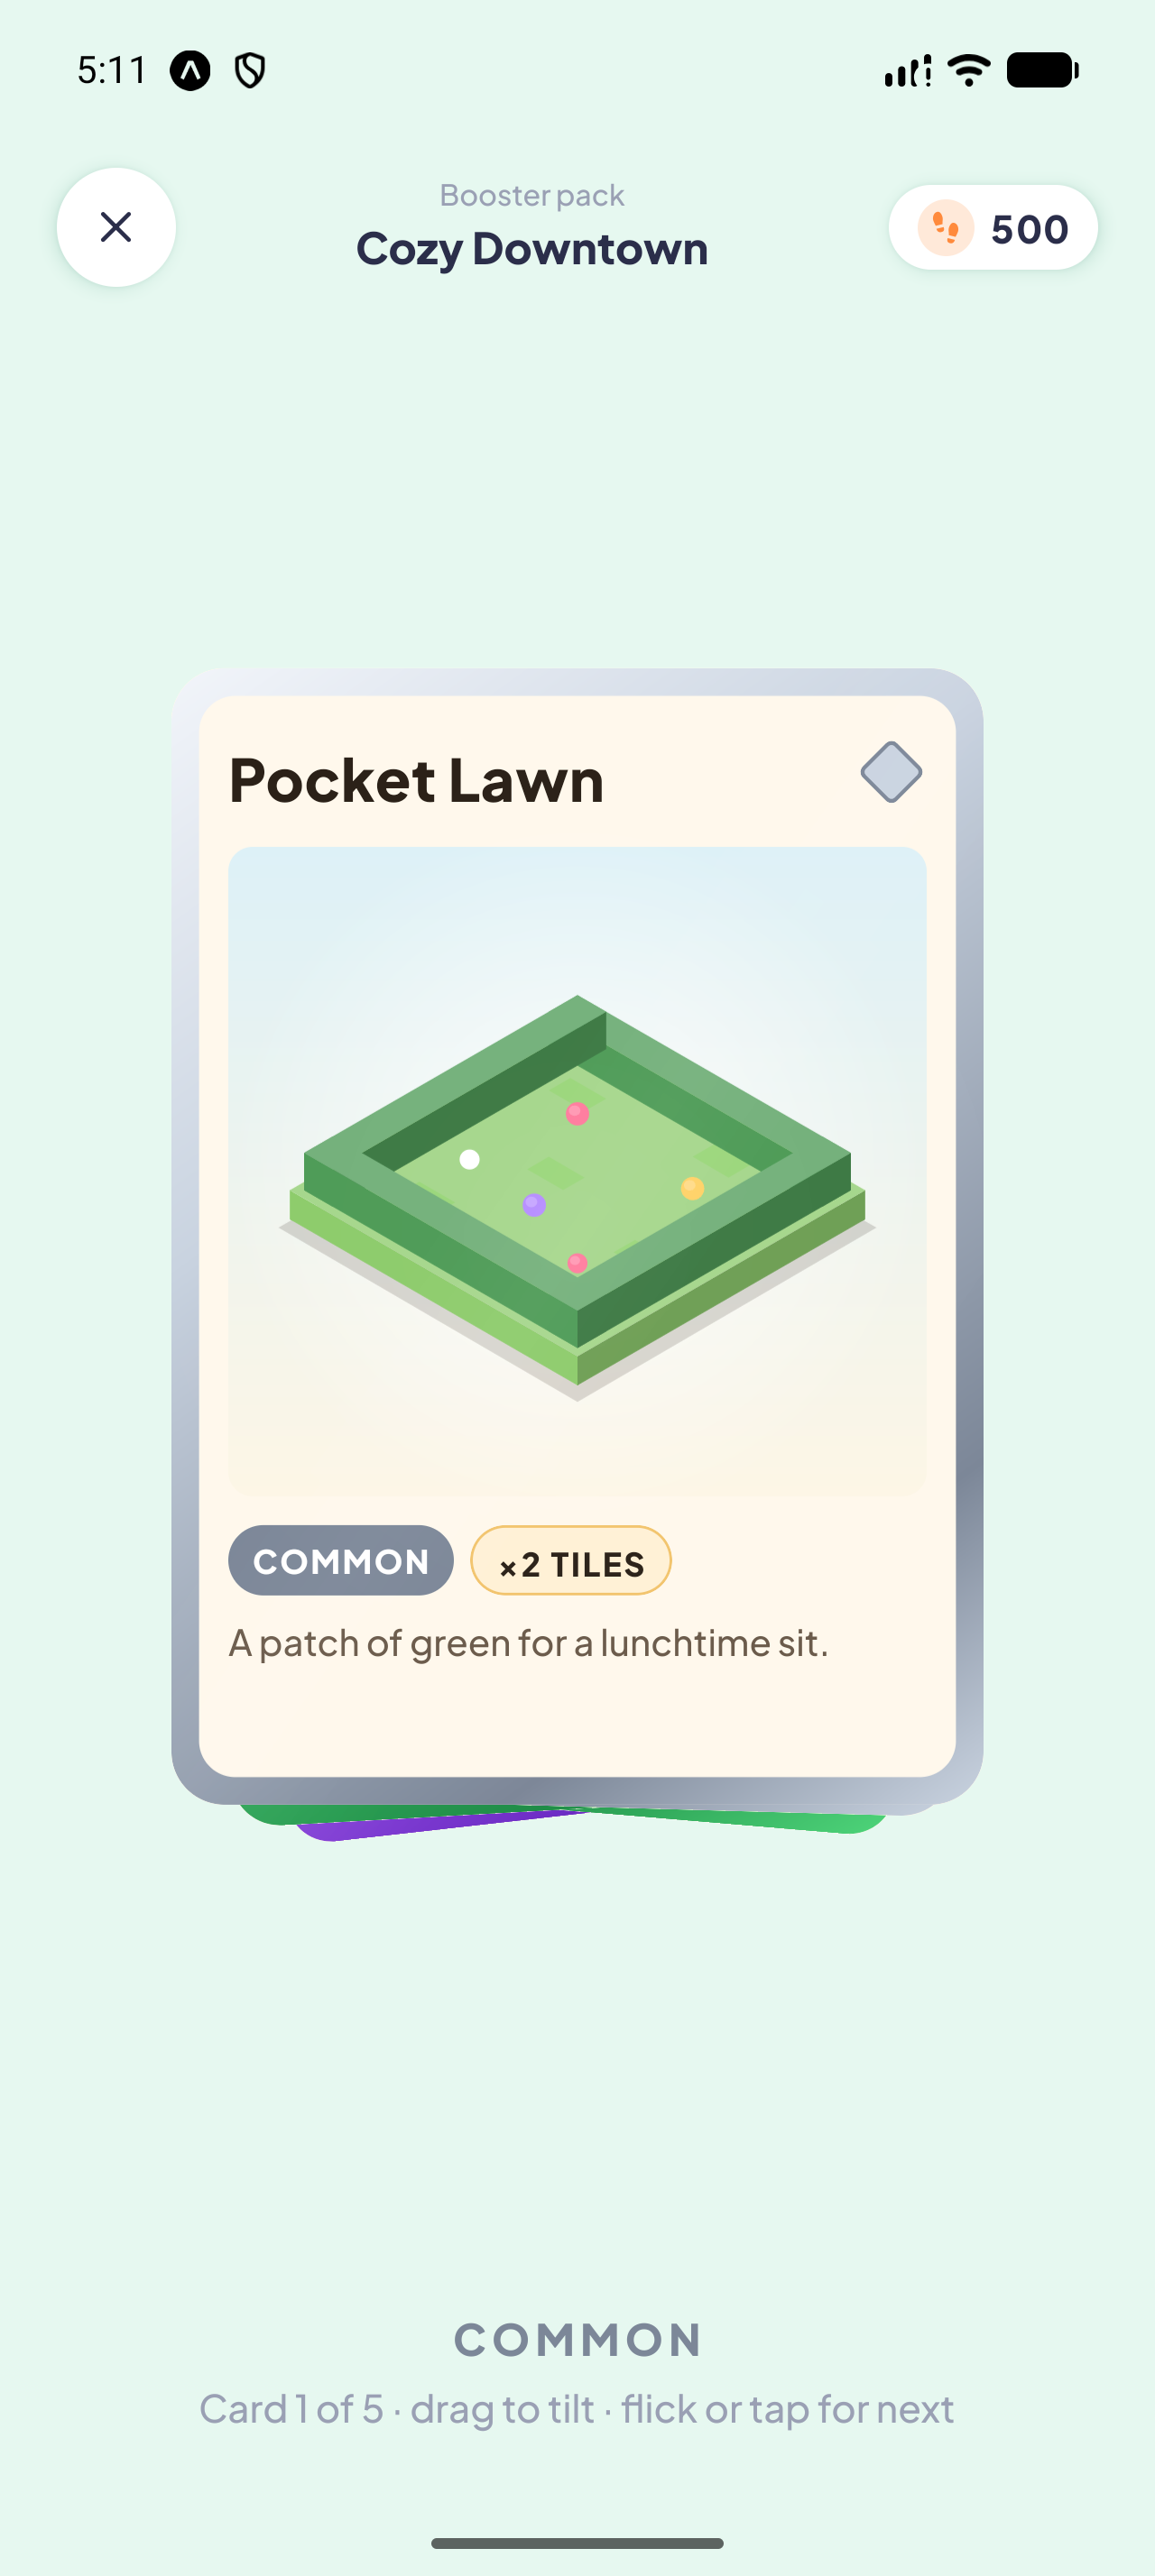 5:11
Booster pack
Cozy Downtown
500
Pocket Lawn
COMMON
×2 TILES
A patch of green for a lunchtime sit.
COMMON
Card 1 of 5 · drag to tilt · flick or tap for next